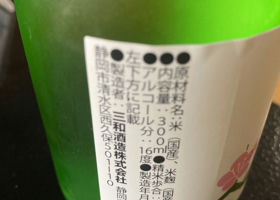 ●原材料名:米(国産)、米麹(国
●内容量:300ml ●精米歩合:
●アルコール分:16度●製造年月
左下方に記載
●製造者:三和酒造株式会社
静岡市清水区西久保501-10 静岡